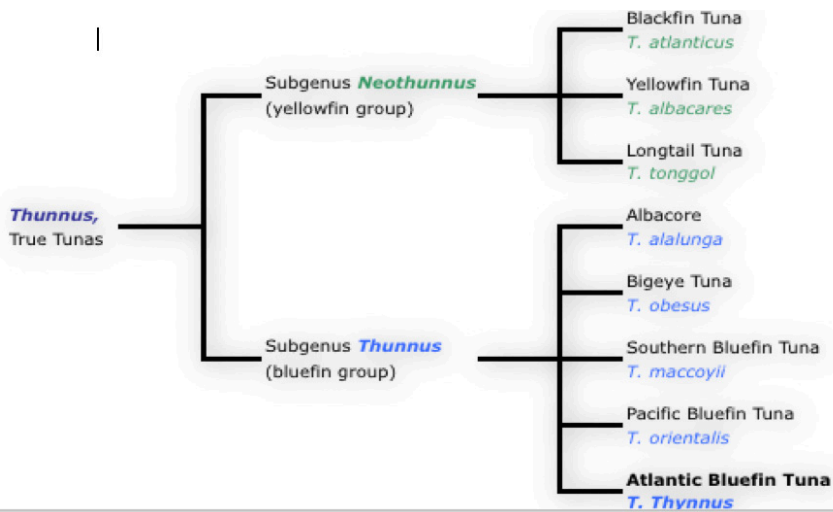 Blackfin Tuna
T. atlanticus
Subgenus Neothunnus
(yellowfin group)
Yellowfin Tuna
T. albacares
Longtail Tuna
T. tonggol
Thunnus,
True Tunas
Albacore
T. alalunga
Bigeye Tuna
T. obesus
Subgenus Thunnus
(bluefin group)
Southern Bluefin Tuna
T. maccoyii
Pacific Bluefin Tuna
T. orientalis
Atlantic Bluefin Tuna
T. Thynnus